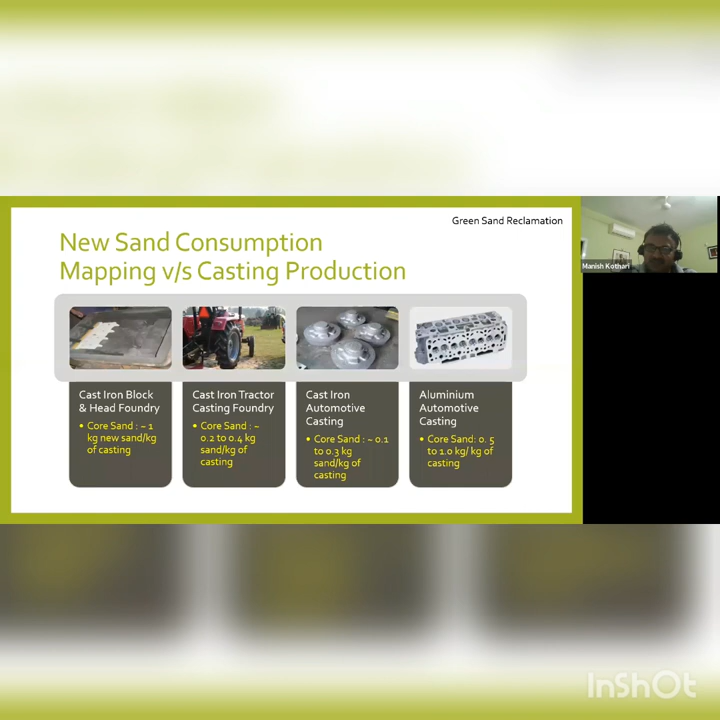 Green Sand Reclamation
New Sand Consumption
Mapping v/s Casting Production
Cast Iron Block
& Head Foundry
• Core Sand : ~ 1
kg new sand/kg
of casting
Cast Iron Tractor
Casting Foundry
• Core Sand : ~
0.2 to 0.4 kg
sand/kg of
casting
Cast Iron
Automotive
Casting
• Core Sand : ~ 0.1
to 0.3 kg
sand/kg of
casting
Aluminium
Automotive
Casting
• Core Sand: 0. 5
to 1.0 kg/ kg of
casting
Manish Kothari
InShOt